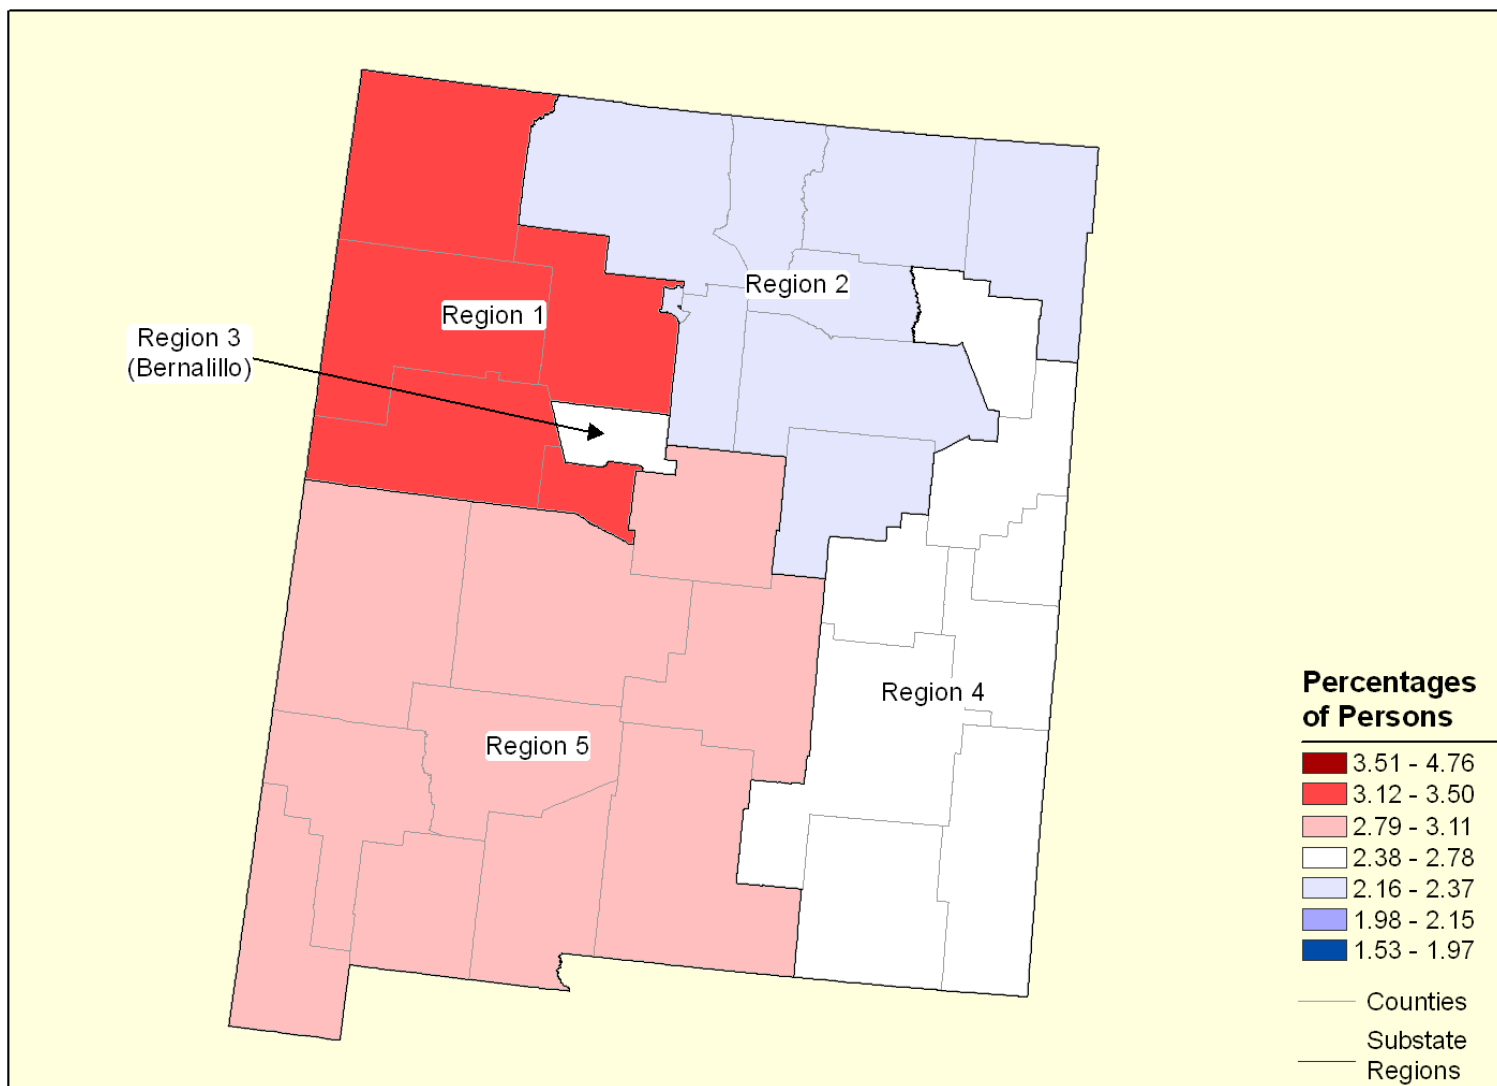 Region 2
Region 1
Region 3
(Bernalillo)
Region 4
Region 5
Percentages
of Persons
3.51 - 4.76
3.12 - 3.50
2.79 - 3.11
2.38 - 2.78
2.16 - 2.37
1.98 - 2.15
1.53 - 1.97
Counties
Substate
Regions